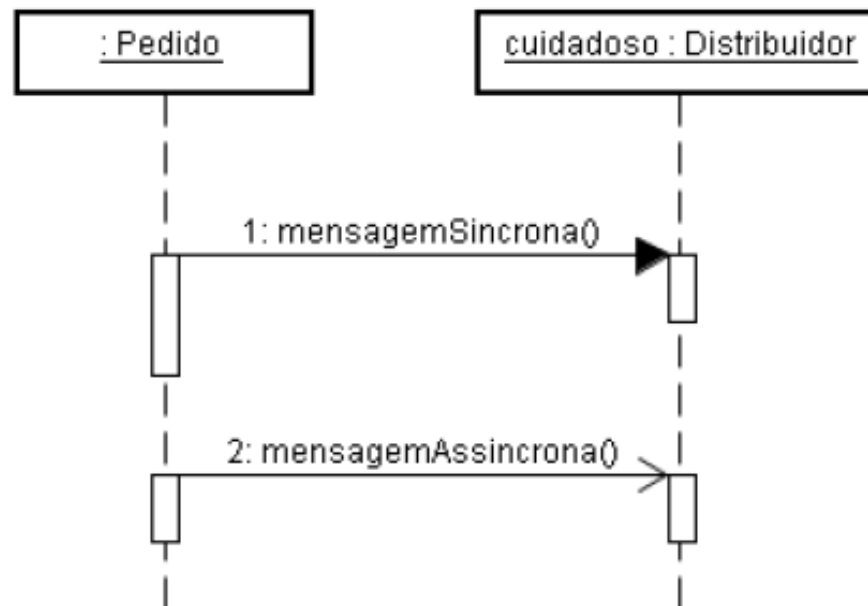 : Pedido
cuidadoso : Distribuidor
1: mensagemSincrona()
2: mensagemAssincrona()